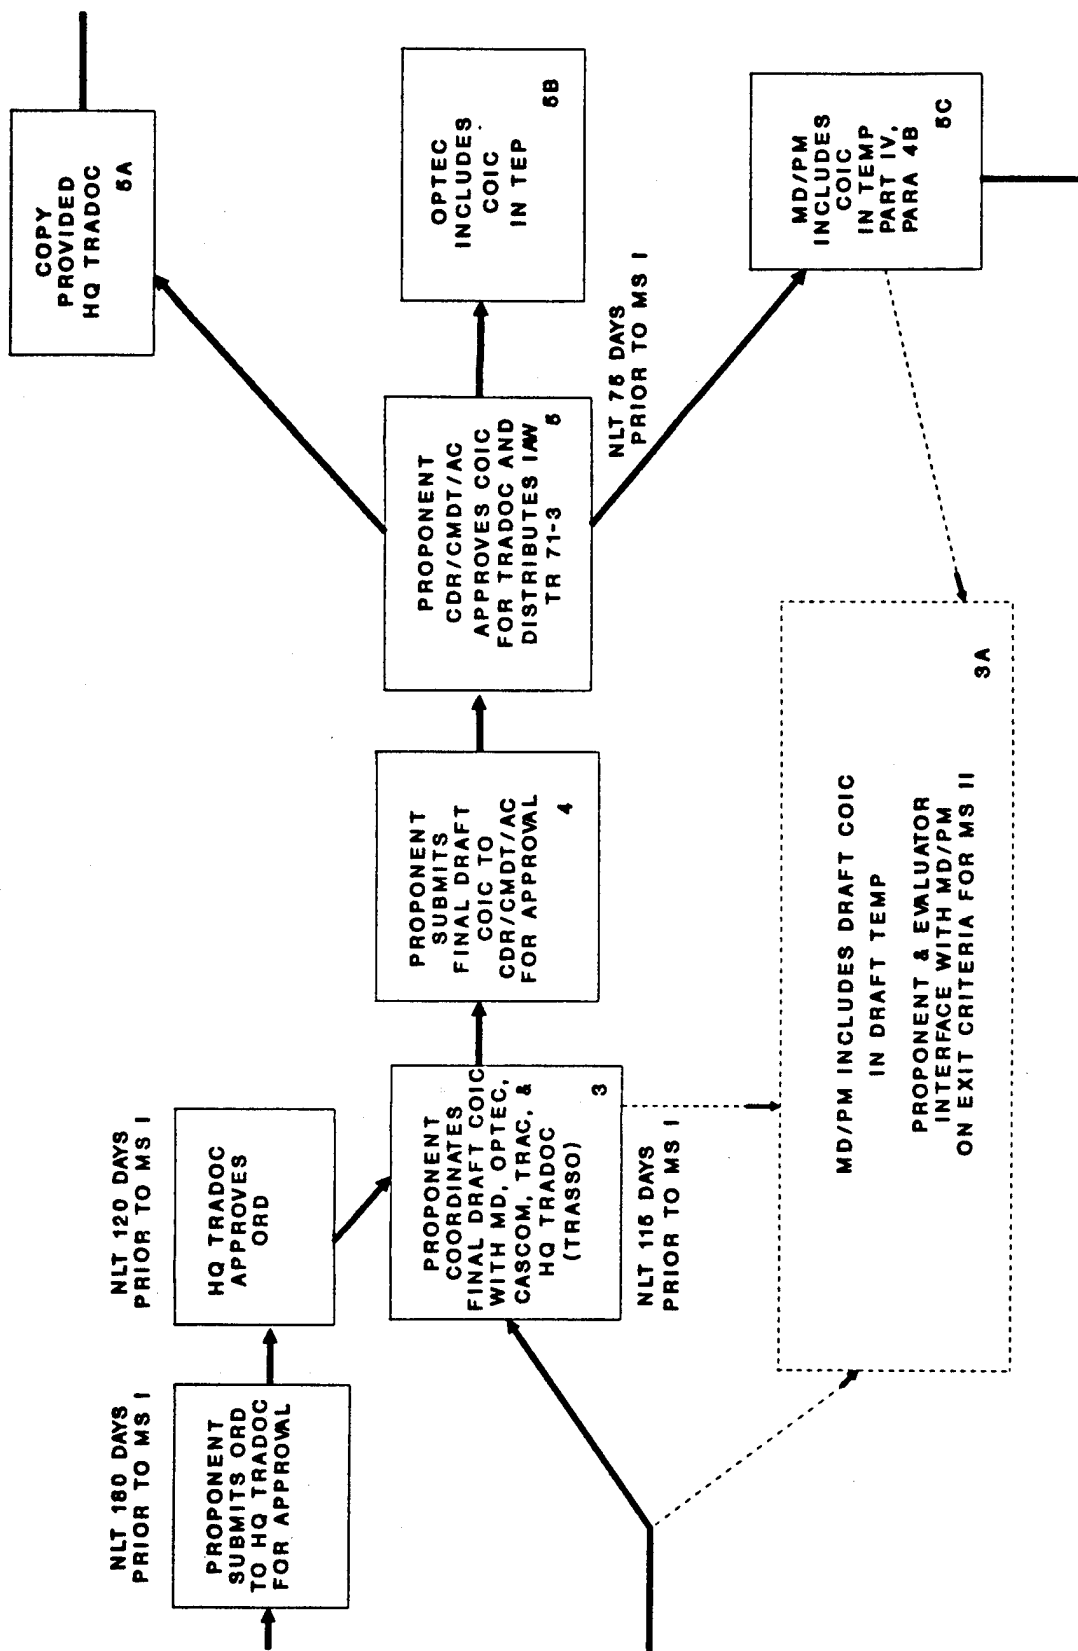 NLT 180 DAYS
PRIOR TO MS I
PROPONENT
SUBMITS ORD
TO HQ TRADOC
FOR APPROVAL
NLT 120 DAYS
PRIOR TO MS I
HQ TRADOC
APPROVES
ORD
PROPONENT
COORDINATES
FINAL DRAFT COIC
WITH MD, OPTEC,
CASCOM, TRAC, &
HQ TRADOC
(TRASSO)
3
NLT 115 DAYS
PRIOR TO MS I
PROPONENT
SUBMITS
FINAL DRAFT
COIC TO
CDR/CMDT/AC
FOR APPROVAL
4
PROPONENT
CDR/CMDT/AC
APPROVES COIC
FOR TRADOC AND
DISTRIBUTES IAW
TR 71-3
5
NLT 75 DAYS
PRIOR TO MS I
COPY
PROVIDED
HQ TRADOC
5A
OPTEC
INCLUDES
COIC
IN TEP
5B
MD/PM
INCLUDES
COIC
IN TEMP
PART IV,
PARA 4B
5C
MD/PM INCLUDES DRAFT COIC
IN DRAFT TEMP
PROPONENT & EVALUATOR
INTERFACE WITH MD/PM
ON EXIT CRITERIA FOR MS II
3A